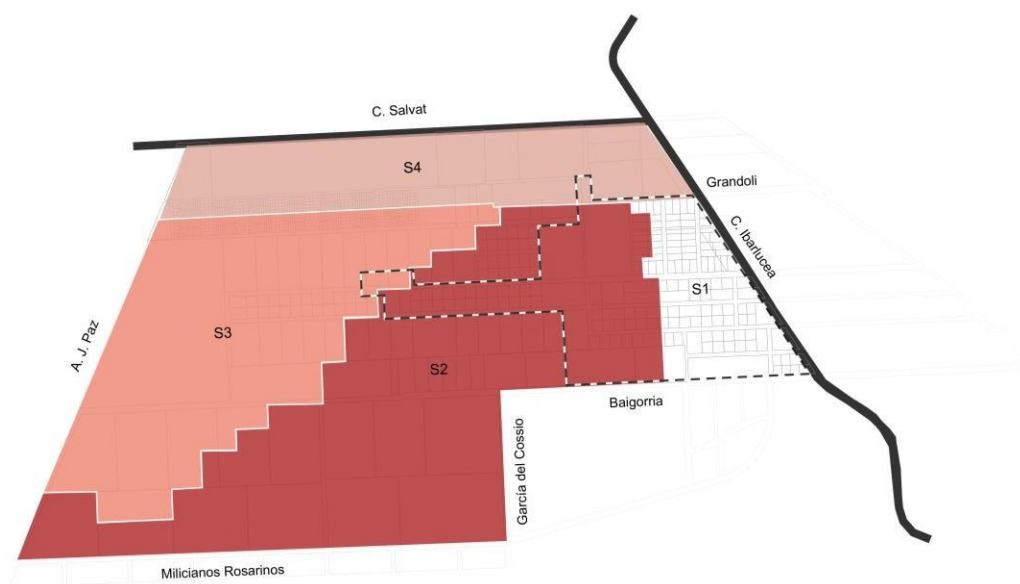 C. Salvat
S4
Grandoli
C. Ibarlucea
S1
A. J. Paz
S3
S2
Baigorria
García del Cossio
Milicianos Rosarinos